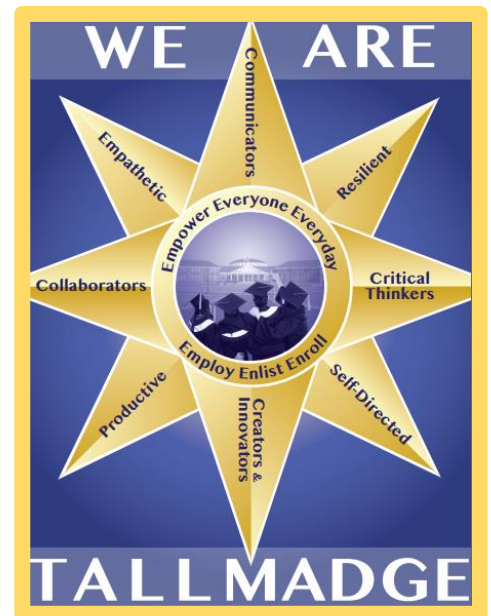 WE ARE
Communicators
Empathetic
Resilient
Empower Everyone Everyday
Collaborators
Critical
Thinkers
Employ Enlist Enroll
Productive
Creators &
Innovators
Self-Directed
TALLMADGE